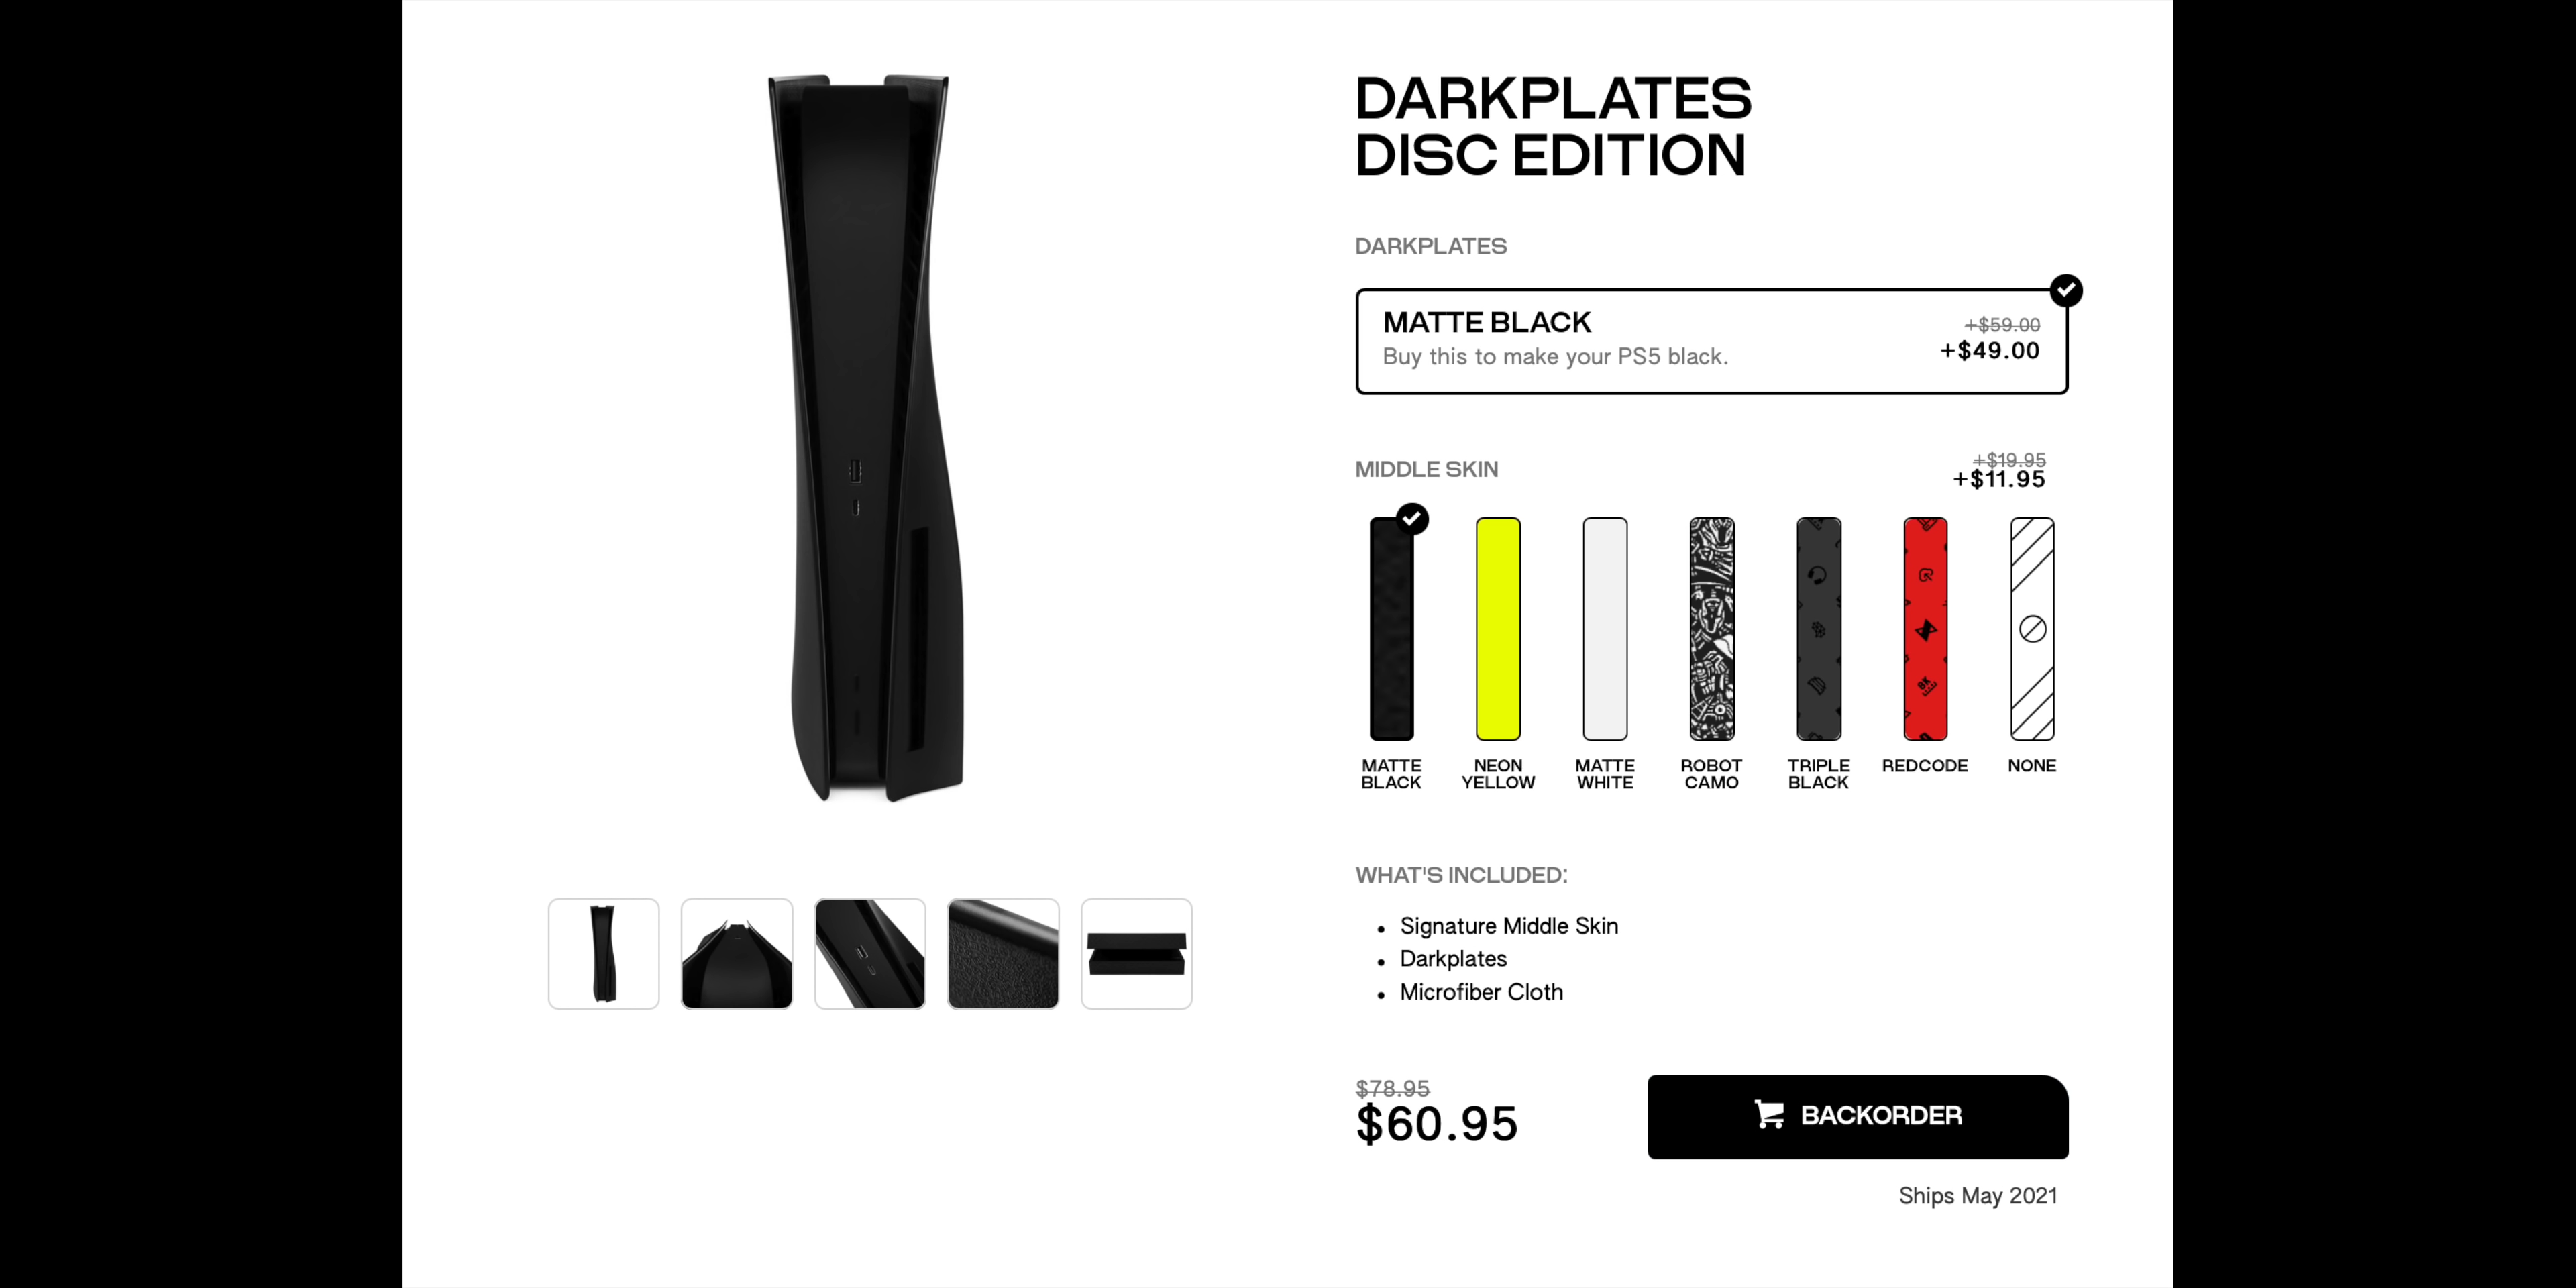 DARKPLATES
DISC EDITION
DARKPLATES
MATTE BLACK
+$59.00
Buy this to make your PS5 black.
+$49.00
MIDDLE SKIN
+$19.95
+$11.95
MATTE
BLACK
NEON
YELLOW
MATTE
WHITE
ROBOT
CAMO
TRIPLE
BLACK
8K
REDCODE
NONE
WHAT'S INCLUDED:
• Signature Middle Skin
• Darkplates
• Microfiber Cloth
$78.95
$60.95
BACKORDER
Ships May 2021